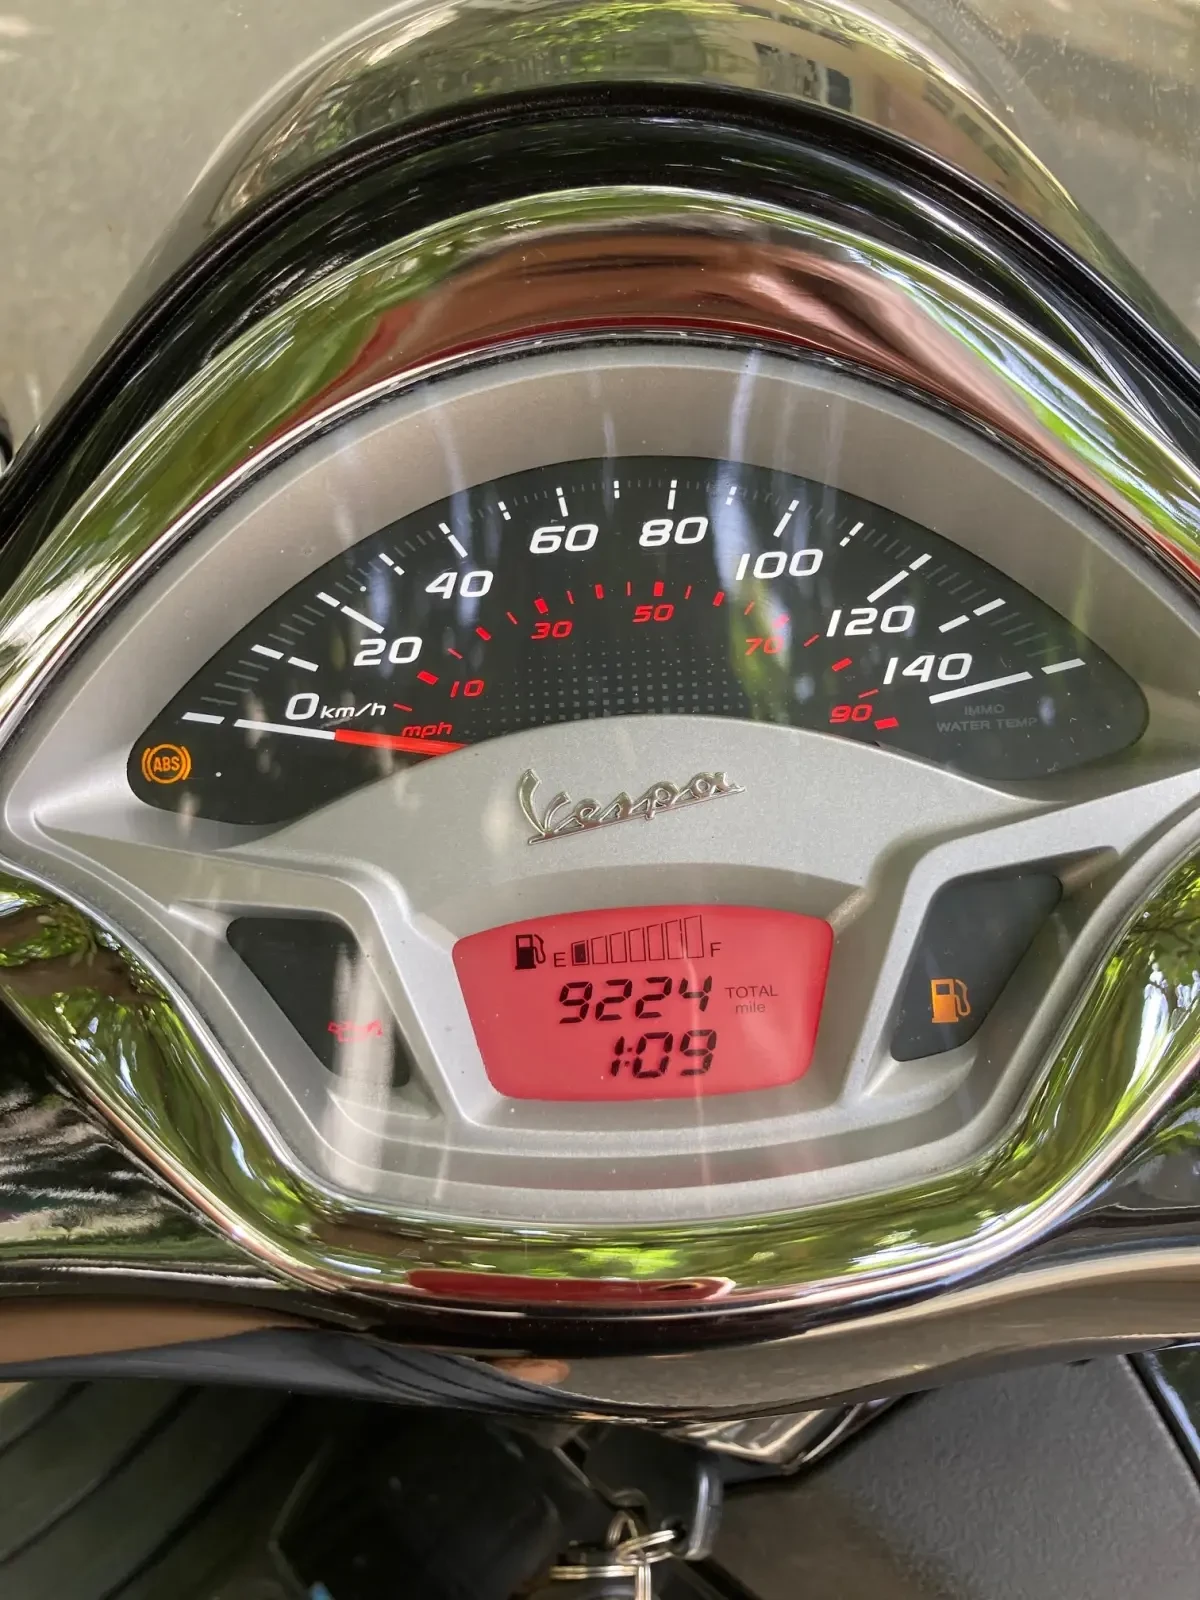 60 80
40 100
20 30 50 70 120
0 km/h 10 140
mph 90 IMMO
WATER TEMP
ABS
Vespa
E F
9224 TOTAL
mile
1:09